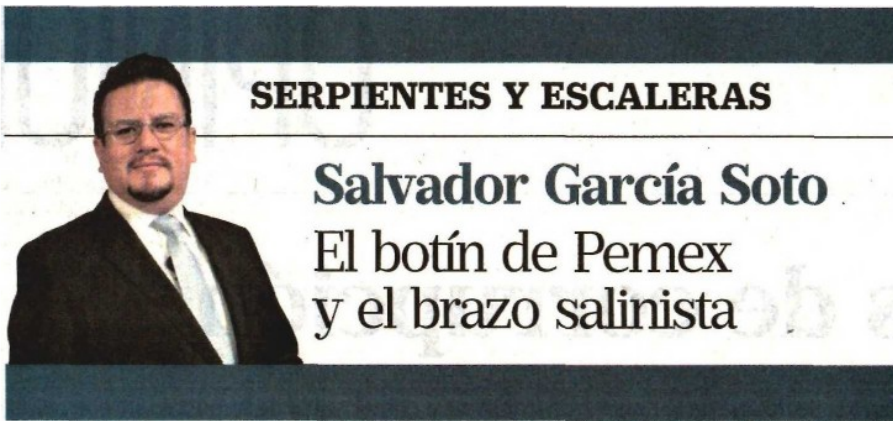 SERPIENTES Y ESCALERAS
Salvador García Soto
El botín de Pemex
y el brazo salinista